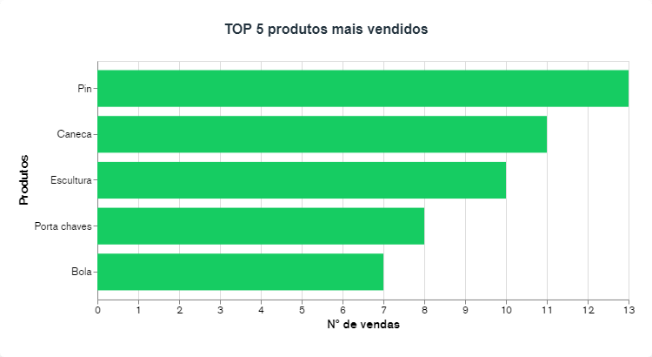 TOP 5 produtos mais vendidos
Produtos
Pin
Caneca
Escultura
Porta chaves
Bola
0 1 2 3 4 5 6 7 8 9 10 11 12 13
N° de vendas